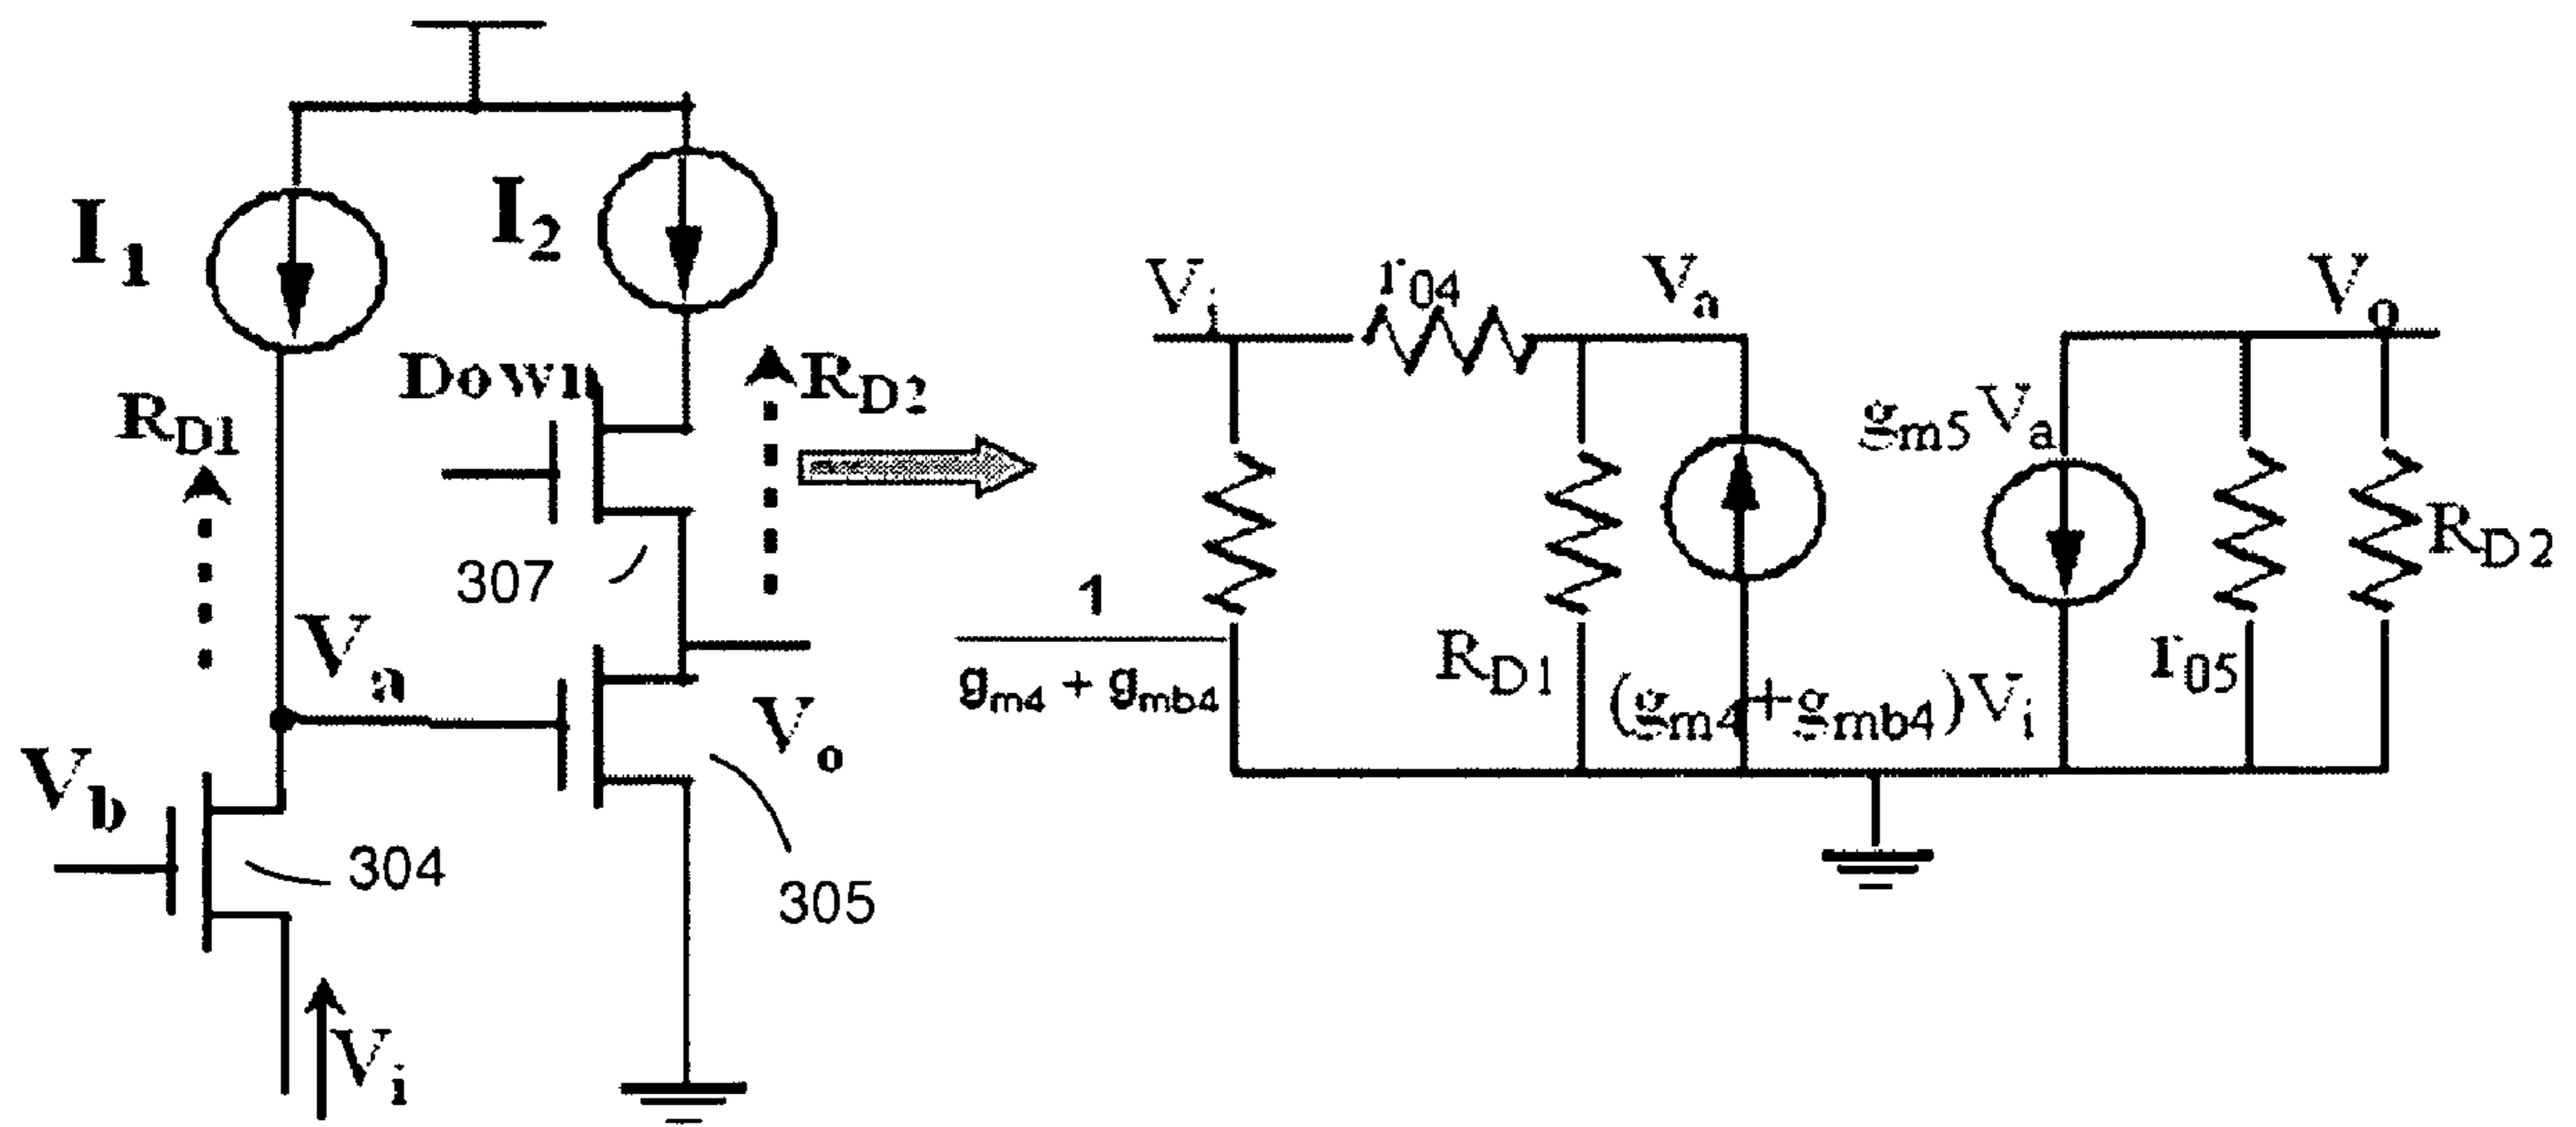 I1
I2
Down
RD1
RD2
307
Va
Vb
Vo
304
305
Vi
Vi
r04
Va
Vo
gm5Va
RD2
1
gm4 + gmb4
RD1
(gm4+gmb4)Vi
r05